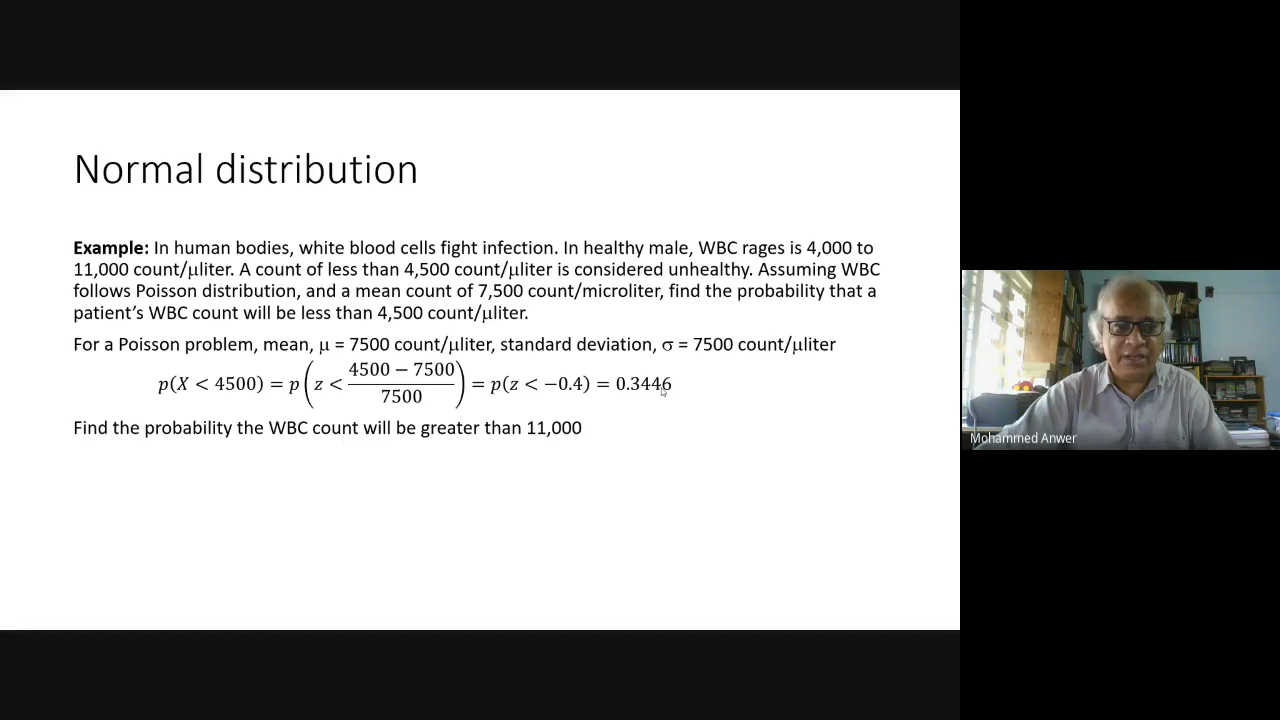 Normal distribution
Example: In human bodies, white blood cells fight infection. In healthy male, WBC rages is 4,000 to
11,000 count/μliter. A count of less than 4,500 count/μliter is considered unhealthy. Assuming WBC
follows Poisson distribution, and a mean count of 7,500 count/microliter, find the probability that a
patient’s WBC count will be less than 4,500 count/μliter.
For a Poisson problem, mean, μ = 7500 count/μliter, standard deviation, σ = 7500 count/μliter
p(X < 4500) = p(z < (4500 − 7500)/7500) = p(z < −0.4) = 0.3446
Find the probability the WBC count will be greater than 11,000
Mohammed Anwer